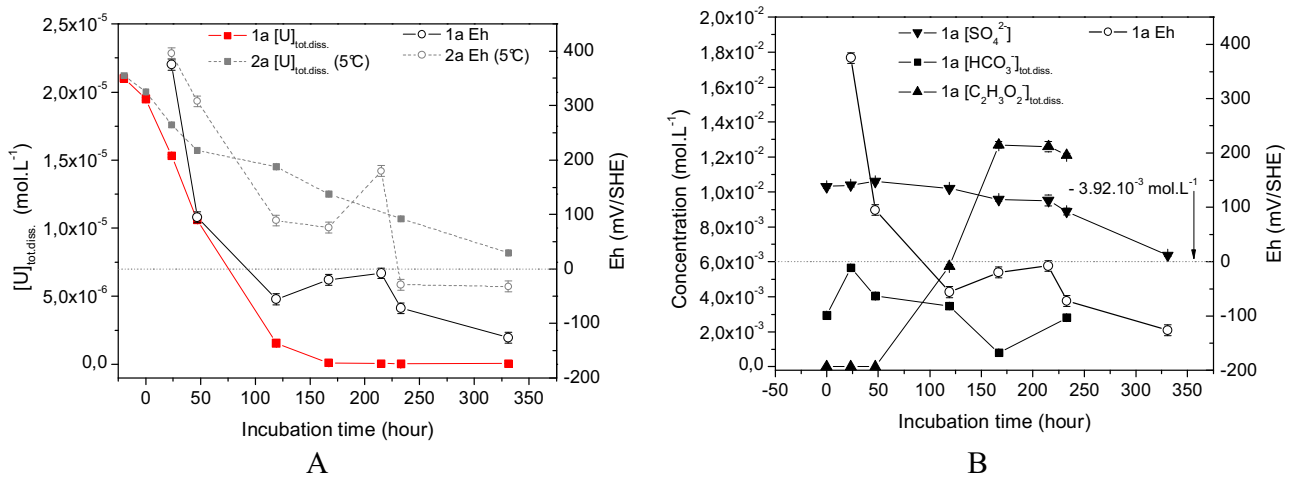 2,5x10⁻⁵
2,0x10⁻⁵
1,5x10⁻⁵
1,0x10⁻⁵
5,0x10⁻⁶
0,0
[U]tot.diss. (mol.L⁻¹)
1a [U]tot.diss.
2a [U]tot.diss. (5°C)
1a Eh
2a Eh (5°C)
400
300
200
100
0
-100
-200
Eh (mV/SHE)
0 50 100 150 200 250 300 350
Incubation time (hour)
A
2,0x10⁻²
1,8x10⁻²
1,6x10⁻²
1,4x10⁻²
1,2x10⁻²
1,0x10⁻²
8,0x10⁻³
6,0x10⁻³
4,0x10⁻³
2,0x10⁻³
0,0
Concentration (mol.L⁻¹)
1a [SO₄²⁻]
1a [HCO₃⁻]tot.diss.
1a [C₂H₃O₂⁻]tot.diss.
1a Eh
- 3.92.10⁻³ mol.L⁻¹
400
300
200
100
0
-100
-200
Eh (mV/SHE)
-50 0 50 100 150 200 250 300 350
Incubation time (hour)
B